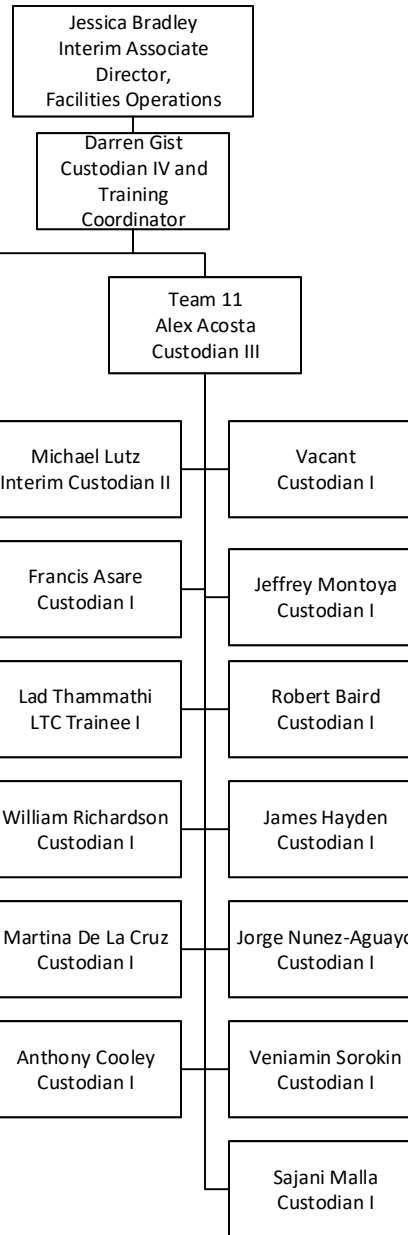 Jessica Bradley
Interim Associate
Director,
Facilities Operations
Darren Gist
Custodian IV and
Training
Coordinator
Team 11
Alex Acosta
Custodian III
Michael Lutz
Interim Custodian II
Vacant
Custodian I
Francis Asare
Custodian I
Jeffrey Montoya
Custodian I
Lad Thammathi
LTC Trainee I
Robert Baird
Custodian I
William Richardson
Custodian I
James Hayden
Custodian I
Martina De La Cruz
Custodian I
Jorge Nunez-Aguayo
Custodian I
Anthony Cooley
Custodian I
Veniamin Sorokin
Custodian I
Sajani Malla
Custodian I